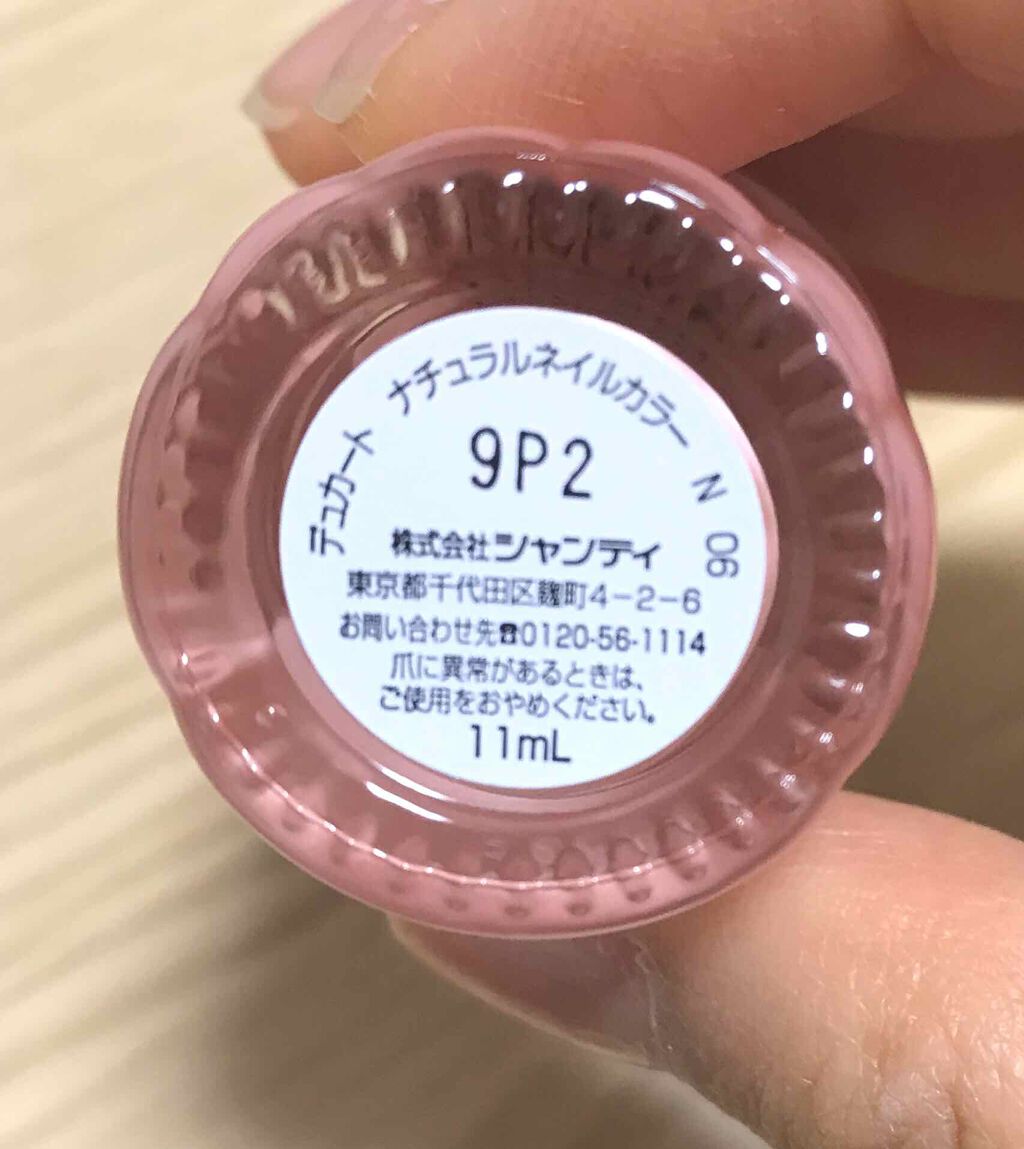 デュカート ナチュラルネイルカラー N 06
9P2
株式会社シャンティ
東京都千代田区麹町4-2-6
お問い合わせ先☎0120-56-1114
爪に異常があるときは、
ご使用をおやめください。
11mL